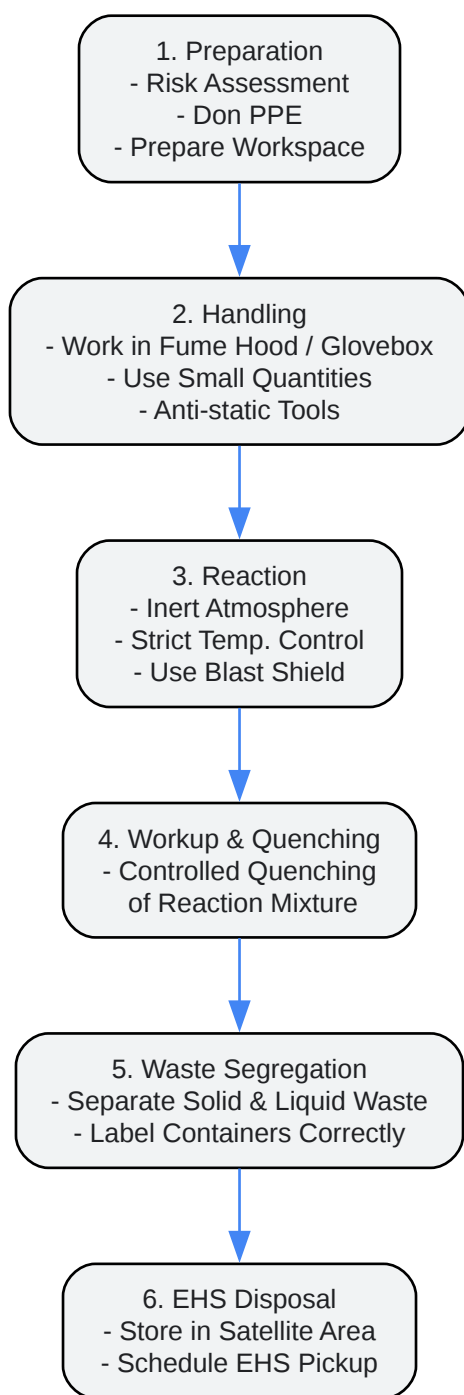 1. Preparation
- Risk Assessment
- Don PPE
- Prepare Workspace
2. Handling
- Work in Fume Hood / Glovebox
- Use Small Quantities
- Anti-static Tools
3. Reaction
- Inert Atmosphere
- Strict Temp. Control
- Use Blast Shield
4. Workup & Quenching
- Controlled Quenching
of Reaction Mixture
5. Waste Segregation
- Separate Solid & Liquid Waste
- Label Containers Correctly
6. EHS Disposal
- Store in Satellite Area
- Schedule EHS Pickup